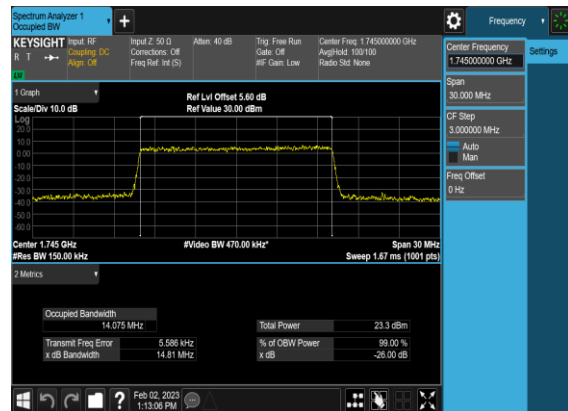 Spectrum Analyzer 1
Occupied BW
+
Frequency
KEYSIGHT
R T
LW
Input: RF
Coupling: DC
Align: Off
Input Z: 50 Ω
Corrections: Off
Freq Ref: Int (S)
Atten: 40 dB
Trig: Free Run
Gate: Off
#IF Gain: Low
Center Freq: 1.745000000 GHz
Avg|Hold: 100/100
Radio Std: None
Center Frequency
1.745000000 GHz
Settings
Span
30.000 MHz
CF Step
3.000000 MHz
Auto
Man
Freq Offset
0 Hz
1 Graph
Scale/Div 10.0 dB
Ref Lvl Offset 5.60 dB
Ref Value 30.00 dBm
Log
20.0
10.0
0.00
-10.0
-20.0
-30.0
-40.0
-50.0
-60.0
Center 1.745 GHz
#Video BW 470.00 kHz*
Span 30 MHz
#Res BW 150.00 kHz
Sweep 1.67 ms (1001 pts)
2 Metrics
Occupied Bandwidth
14.075 MHz
Total Power
23.3 dBm
Transmit Freq Error
5.586 kHz
% of OBW Power
99.00 %
x dB Bandwidth
14.81 MHz
x dB
-26.00 dB
?
Feb 02, 2023
1:13:06 PM